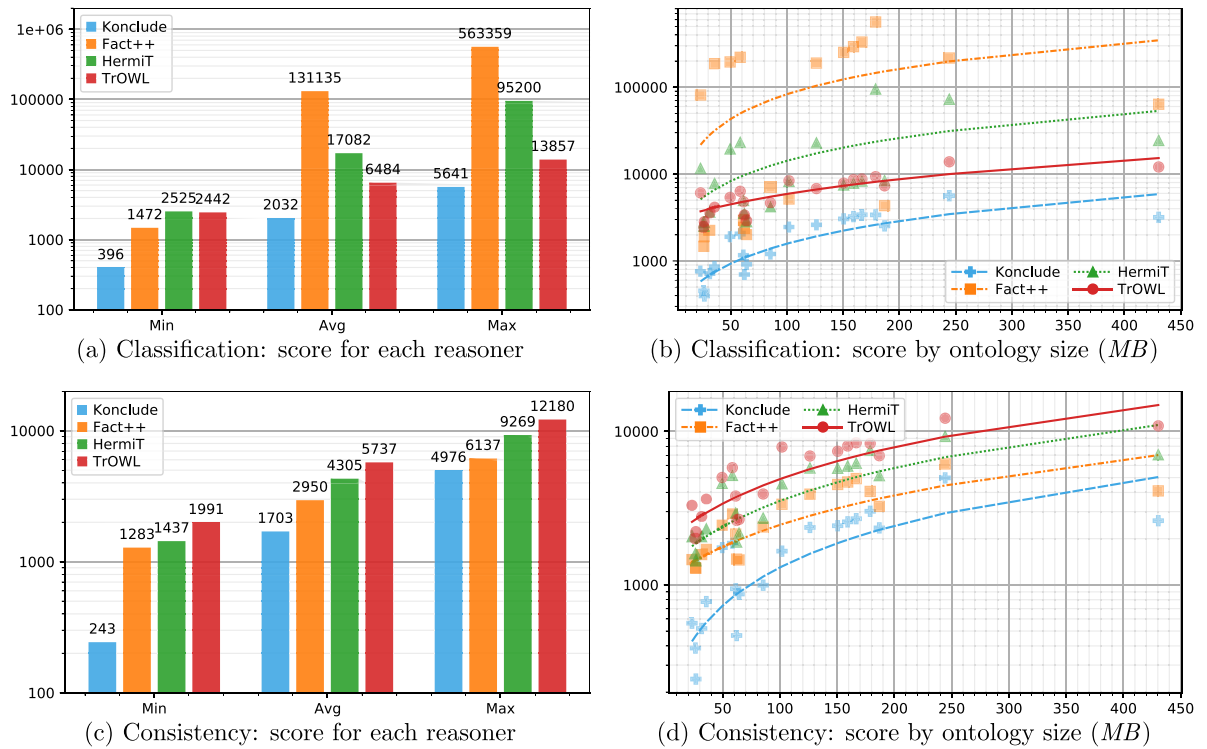 Konclude
Fact++
HermiT
TrOWL
1e+06
100000
10000
1000
100
396
1472
2525
2442
2032
131135
17082
6484
5641
563359
95200
13857
Min
Avg
Max
(a) Classification: score for each reasoner
100000
10000
1000
Konclude
Fact++
HermiT
TrOWL
50
100
150
200
250
300
350
400
450
(b) Classification: score by ontology size (MB)
Konclude
Fact++
HermiT
TrOWL
10000
1000
100
243
1283
1437
1991
1703
2950
4305
5737
4976
6137
9269
12180
Min
Avg
Max
(c) Consistency: score for each reasoner
Konclude
Fact++
HermiT
TrOWL
10000
1000
50
100
150
200
250
300
350
400
450
(d) Consistency: score by ontology size (MB)